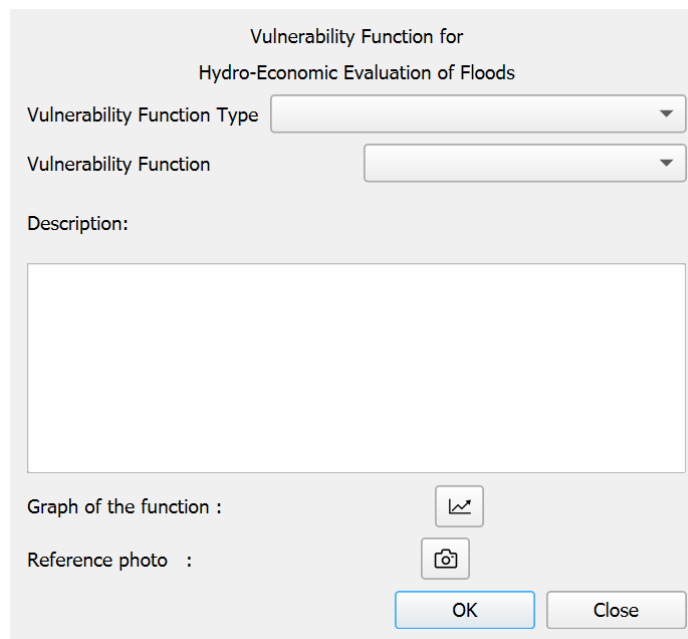 Vulnerability Function for
Hydro-Economic Evaluation of Floods
Vulnerability Function Type
Vulnerability Function
Description:
Graph of the function :
Reference photo :
OK Close